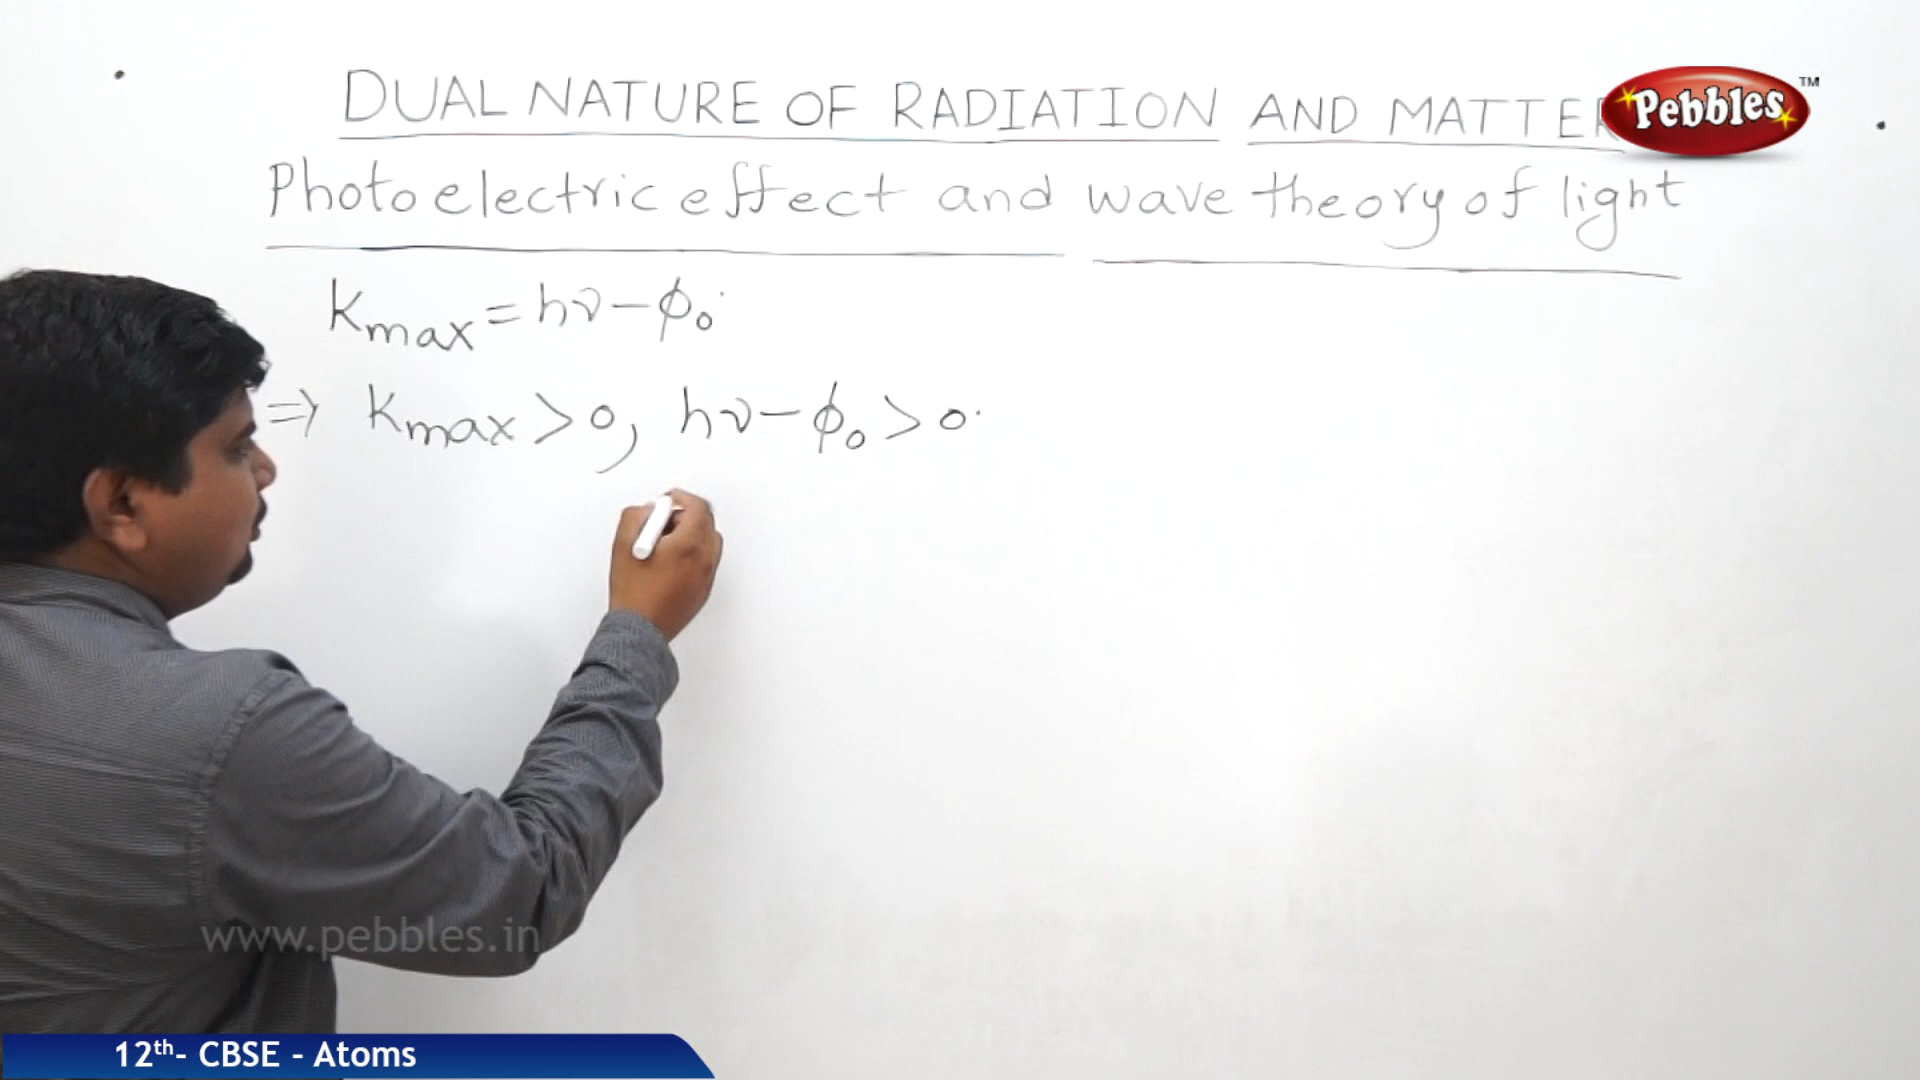 DUAL NATURE OF RADIATION AND MATTER
Pebbles™
Photoelectric effect and wave theory of light
Kmax = hν − ϕ₀
⇒ Kmax > 0, hν − ϕ₀ > 0
www.pebbles.in
12th- CBSE - Atoms